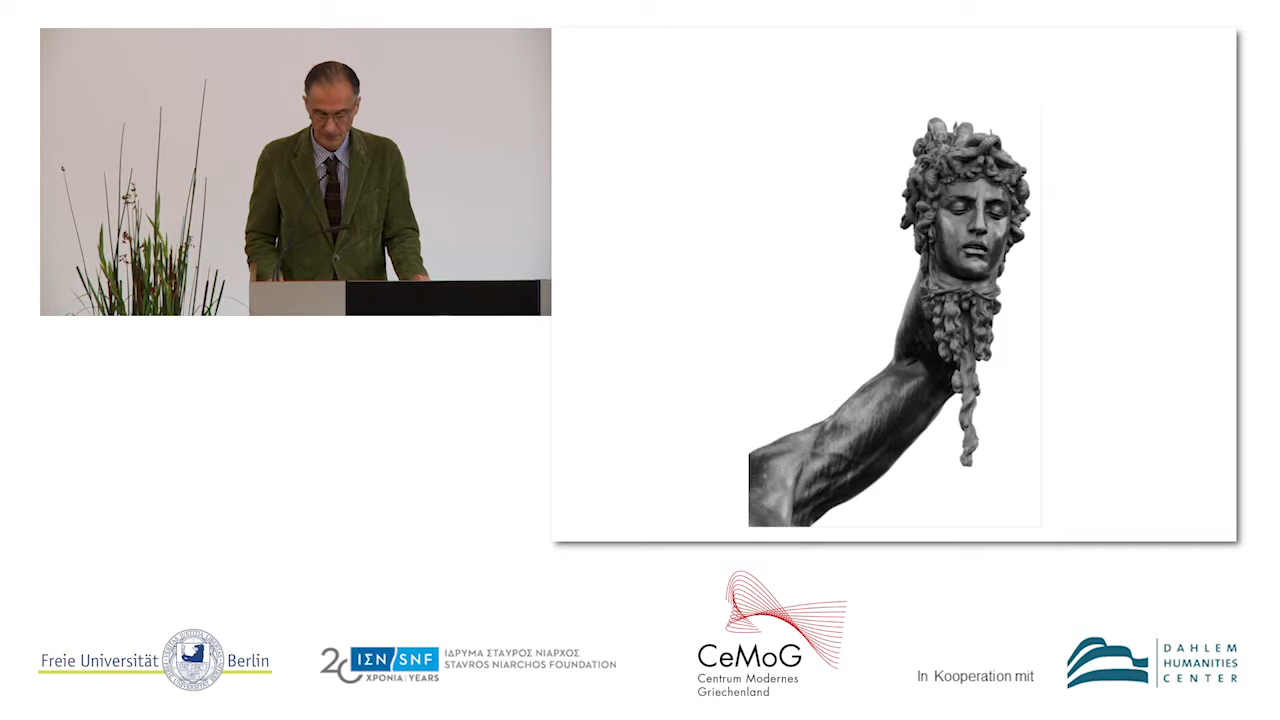 Freie Universität Berlin
20 ΙΣΝ/SNF
ΧΡΟΝΙΑ | YEARS
ΙΔΡΥΜΑ ΣΤΑΥΡΟΣ ΝΙΑΡΧΟΣ
STAVROS NIARCHOS FOUNDATION
CeMoG
Centrum Modernes
Griechenland
In Kooperation mit
DAHLEM
HUMANITIES
CENTER